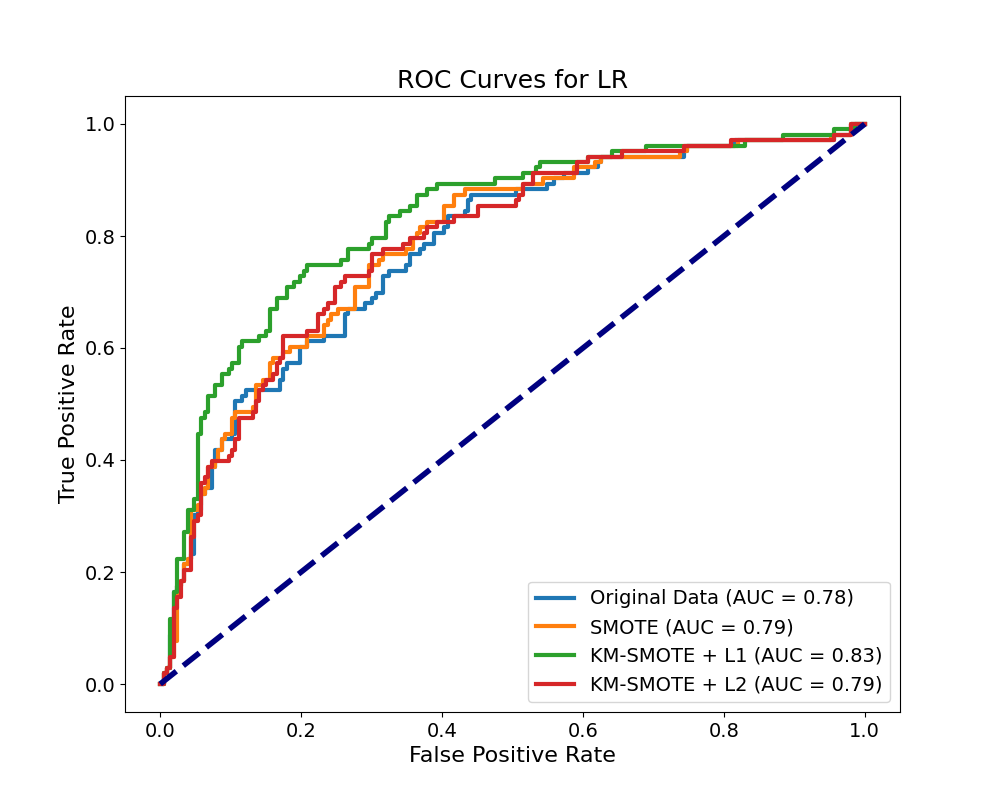 ROC Curves for LR
True Positive Rate
1.0
0.8
0.6
0.4
0.2
0.0
Original Data (AUC = 0.78)
SMOTE (AUC = 0.79)
KM-SMOTE + L1 (AUC = 0.83)
KM-SMOTE + L2 (AUC = 0.79)
0.0 0.2 0.4 0.6 0.8 1.0
False Positive Rate